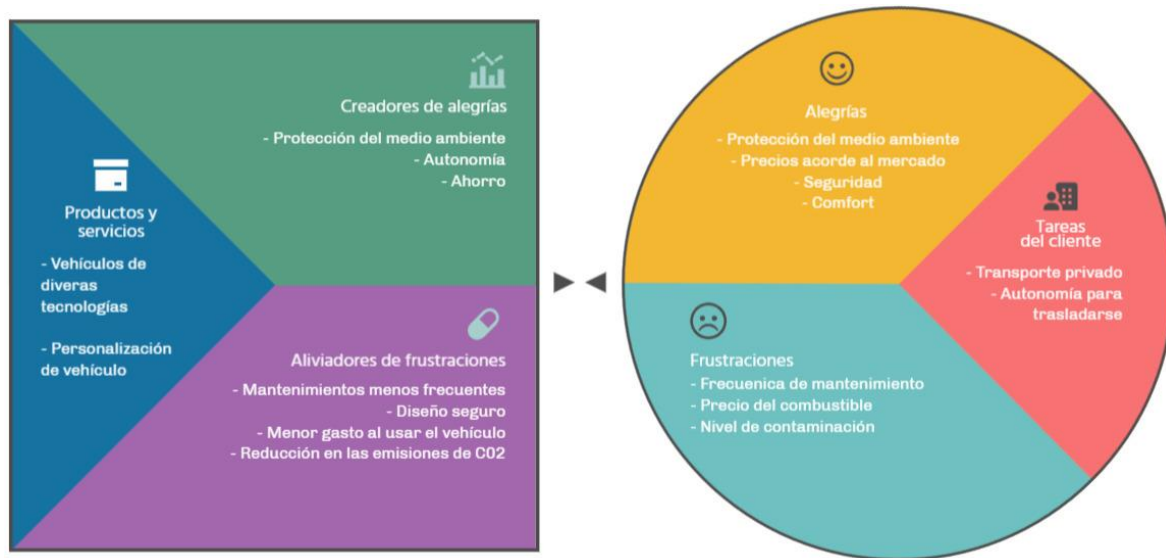 Productos y
servicios
- Vehículos de
diveras
tecnologías
- Personalización
de vehículo
Creadores de alegrías
- Protección del medio ambiente
- Autonomía
- Ahorro
Aliviadores de frustraciones
- Mantenimientos menos frecuentes
- Diseño seguro
- Menor gasto al usar el vehículo
- Reducción en las emisiones de C02
Alegrías
- Protección del medio ambiente
- Precios acorde al mercado
- Seguridad
- Comfort
Tareas
del cliente
- Transporte privado
- Autonomía para
trasladarse
Frustraciones
- Frecuenica de mantenimiento
- Precio del combustible
- Nivel de contaminación